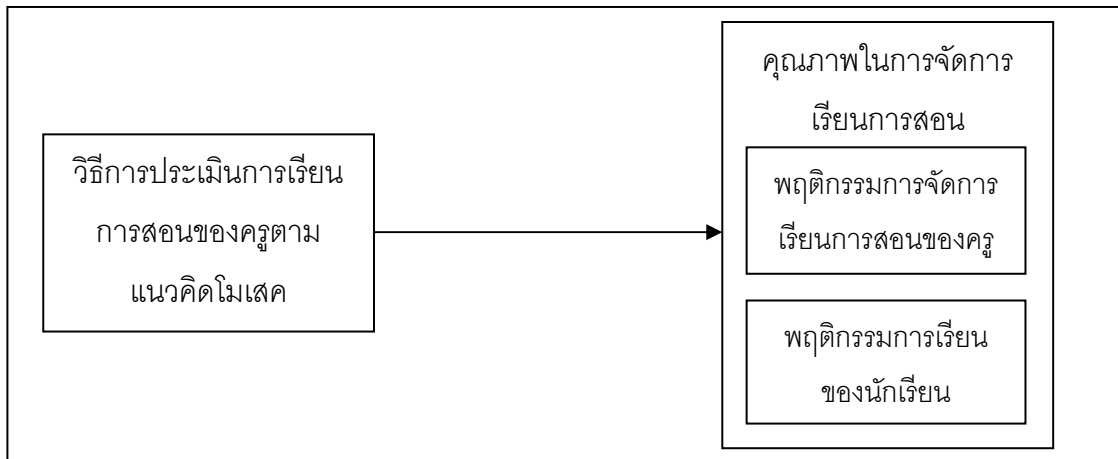 วิธีการประเมินการเรียน
การสอนของครูตาม
แนวคิดโมเสค
คุณภาพในการจัดการ
เรียนการสอน
พฤติกรรมการจัดการ
เรียนการสอนของครู
พฤติกรรมการเรียน
ของนักเรียน